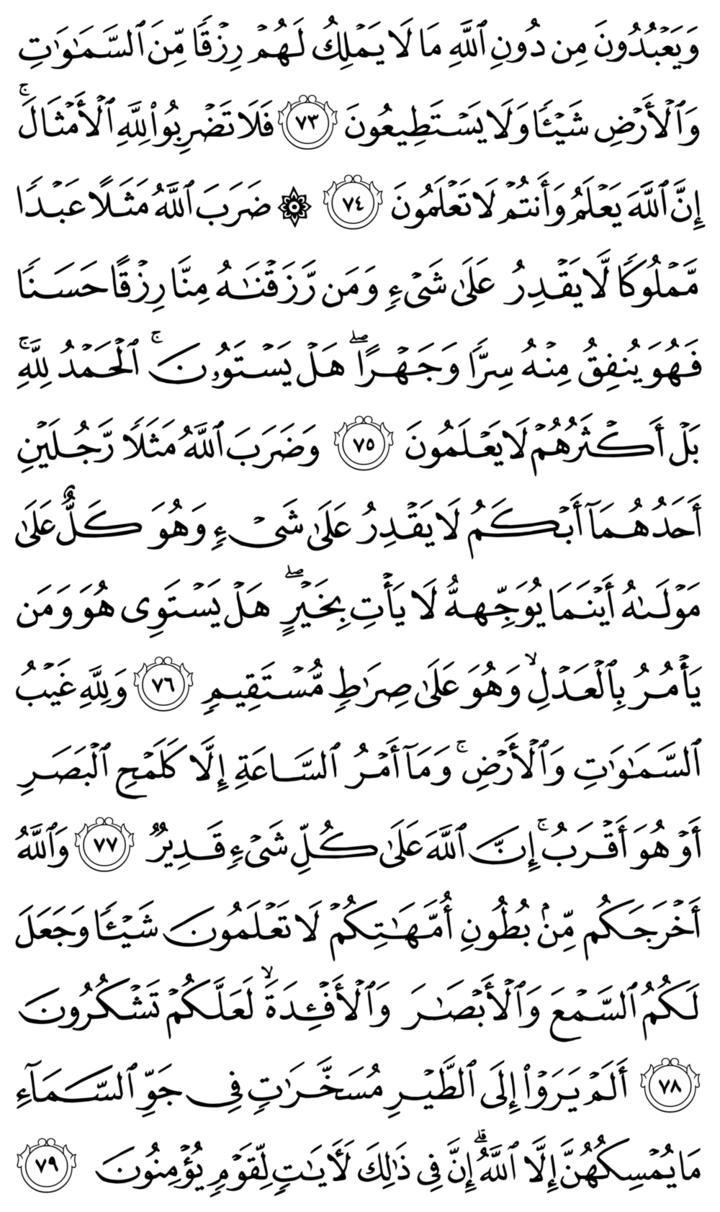 وَيَعْبُدُونَ مِن دُونِ ٱللَّهِ مَا لَا يَمْلِكُ لَهُمْ رِزْقًا مِّنَ ٱلسَّمَٰوَٰتِ
وَٱلْأَرْضِ شَيْـًٔا وَلَا يَسْتَطِيعُونَ ٧٣ فَلَا تَضْرِبُوا۟ لِلَّهِ ٱلْأَمْثَالَ ۚ
إِنَّ ٱللَّهَ يَعْلَمُ وَأَنتُمْ لَا تَعْلَمُونَ ٧٤ ۞ ضَرَبَ ٱللَّهُ مَثَلًا عَبْدًا
مَّمْلُوكًا لَّا يَقْدِرُ عَلَىٰ شَىْءٍ وَمَن رَّزَقْنَٰهُ مِنَّا رِزْقًا حَسَنًا
فَهُوَ يُنفِقُ مِنْهُ سِرًّا وَجَهْرًا ۖ هَلْ يَسْتَوُۥنَ ۚ ٱلْحَمْدُ لِلَّهِ ۚ
بَلْ أَكْثَرُهُمْ لَا يَعْلَمُونَ ٧٥ وَضَرَبَ ٱللَّهُ مَثَلًا رَّجُلَيْنِ
أَحَدُهُمَآ أَبْكَمُ لَا يَقْدِرُ عَلَىٰ شَىْءٍ وَهُوَ كَلٌّ عَلَىٰ
مَوْلَىٰهُ أَيْنَمَا يُوَجِّههُّ لَا يَأْتِ بِخَيْرٍ ۖ هَلْ يَسْتَوِى هُوَ وَمَن
يَأْمُرُ بِٱلْعَدْلِ ۙ وَهُوَ عَلَىٰ صِرَٰطٍ مُّسْتَقِيمٍ ٧٦ وَلِلَّهِ غَيْبُ
ٱلسَّمَٰوَٰتِ وَٱلْأَرْضِ ۚ وَمَآ أَمْرُ ٱلسَّاعَةِ إِلَّا كَلَمْحِ ٱلْبَصَرِ
أَوْ هُوَ أَقْرَبُ ۚ إِنَّ ٱللَّهَ عَلَىٰ كُلِّ شَىْءٍ قَدِيرٌ ٧٧ وَٱللَّهُ
أَخْرَجَكُم مِّنۢ بُطُونِ أُمَّهَٰتِكُمْ لَا تَعْلَمُونَ شَيْـًٔا وَجَعَلَ
لَكُمُ ٱلسَّمْعَ وَٱلْأَبْصَٰرَ وَٱلْأَفْـِٔدَةَ ۙ لَعَلَّكُمْ تَشْكُرُونَ
٧٨ أَلَمْ يَرَوْا۟ إِلَى ٱلطَّيْرِ مُسَخَّرَٰتٍ فِى جَوِّ ٱلسَّمَآءِ
مَا يُمْسِكُهُنَّ إِلَّا ٱللَّهُ ۗ إِنَّ فِى ذَٰلِكَ لَءَايَٰتٍ لِّقَوْمٍ يُؤْمِنُونَ ٧٩